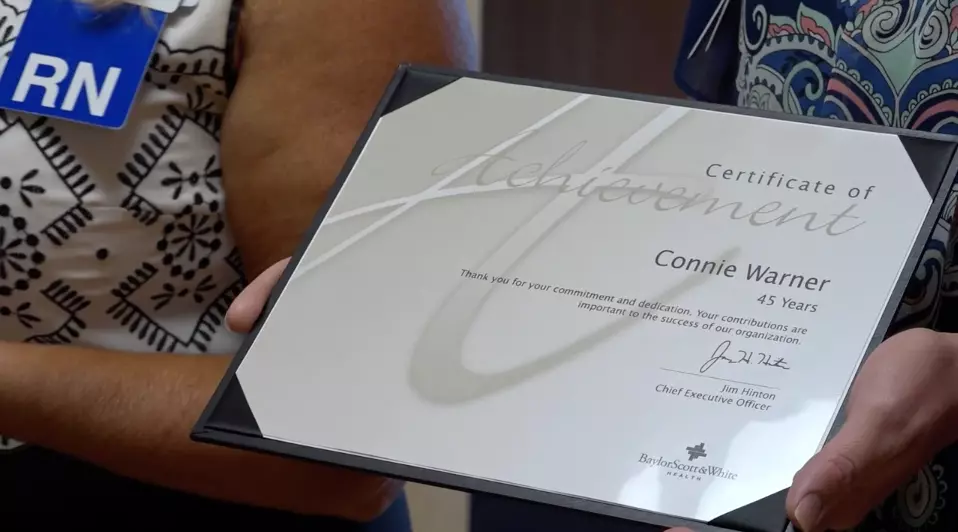 RN
Certificate of
Achievement
Connie Warner
45 Years
Thank you for your commitment and dedication. Your contributions are
important to the success of our organization.
Jim Hinton
Chief Executive Officer
BaylorScott&White
HEALTH